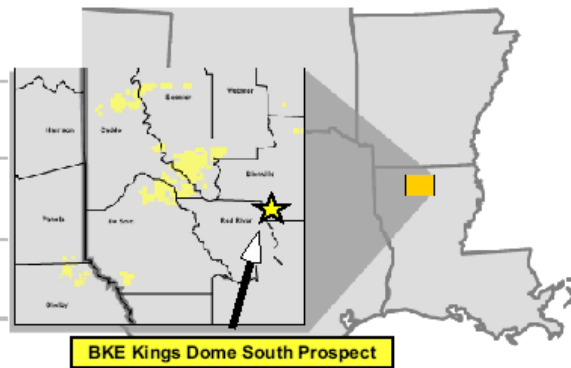 Bossier
Webster
Harrison
Caddo
Bienville
Panola
De Soto
Red River
Shelby
BKE Kings Dome South Prospect